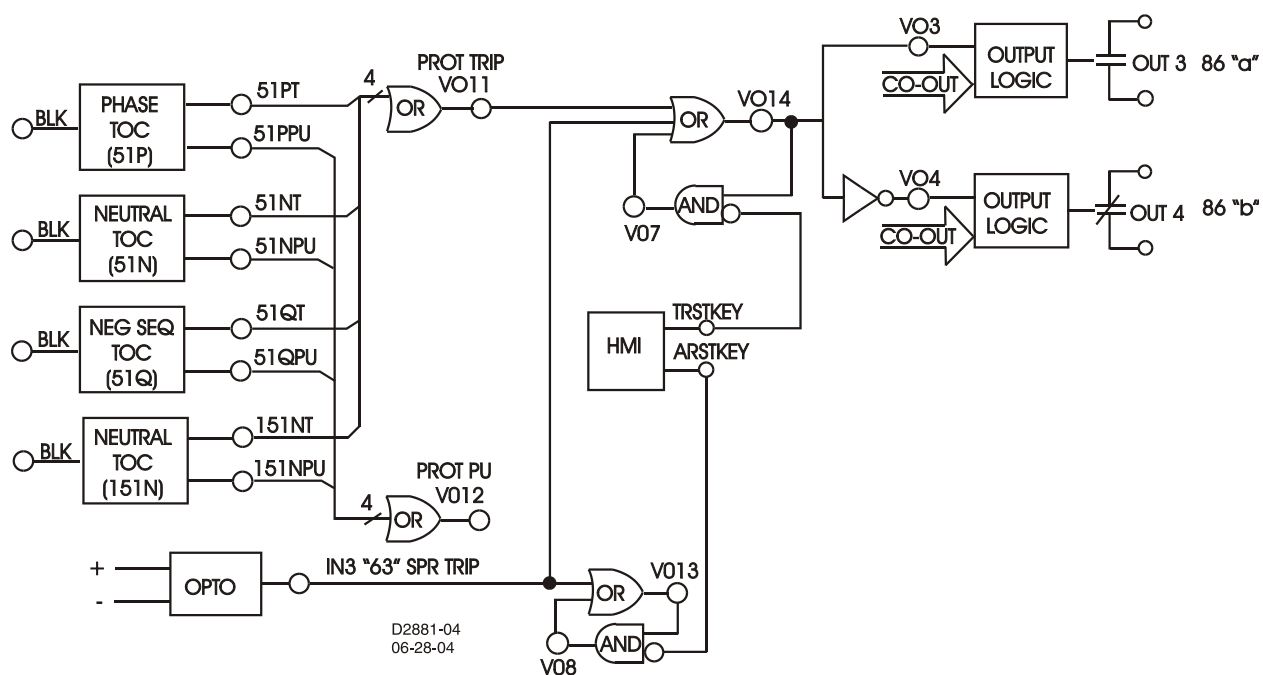 BLK
PHASE
TOC
(51P)
51PT
51PPU
BLK
NEUTRAL
TOC
(51N)
51NT
51NPU
BLK
NEG SEQ
TOC
(51Q)
51QT
51QPU
BLK
NEUTRAL
TOC
(151N)
151NT
151NPU
4
OR
PROT TRIP
VO11
4
OR
PROT PU
V012
+
-
OPTO
IN3 "63" SPR TRIP
OR
VO14
AND
V07
HMI
TRSTKEY
ARSTKEY
OR
V013
AND
V08
VO3
CO-OUT
OUTPUT
LOGIC
OUT 3 86 "a"
VO4
CO-OUT
OUTPUT
LOGIC
OUT 4 86 "b"
D2881-04
06-28-04